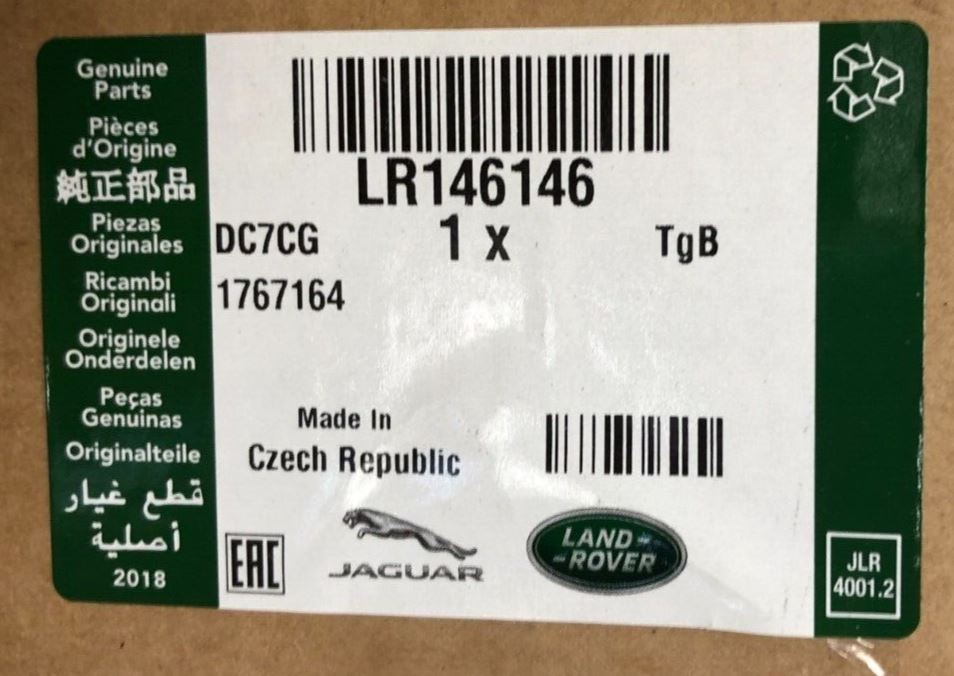 Genuine
Parts
Pièces
d'Origine
純正部品
Piezas
Originales
Ricambi
Originali
Originele
Onderdelen
Peças
Genuinas
Originalteile
قطع غيار
أصلية
2018
LR146146
DC7CG 1 x TgB
1767164
Made In
Czech Republic
EAC
JAGUAR
LAND-
-ROVER
JLR
4001.2